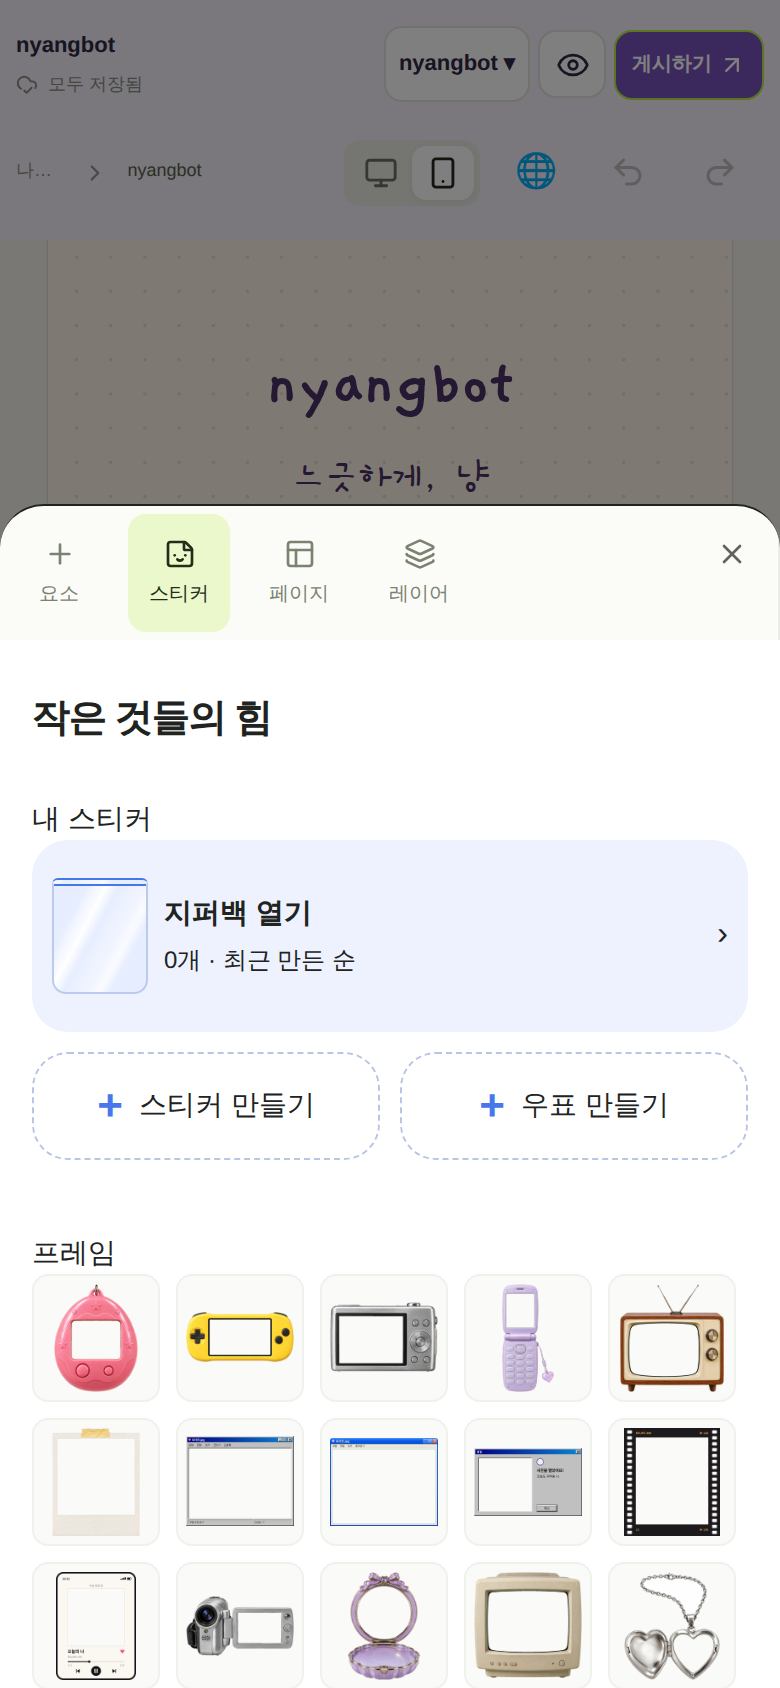 nyangbot
모두 저장됨
nyangbot ▾
게시하기
나...
nyangbot
nyangbot
느긋하게, 냥
요소
스티커
페이지
레이어
작은 것들의 힘
내 스티커
지퍼백 열기
0개 · 최근 만든 순
스티커 만들기
우표 만들기
프레임